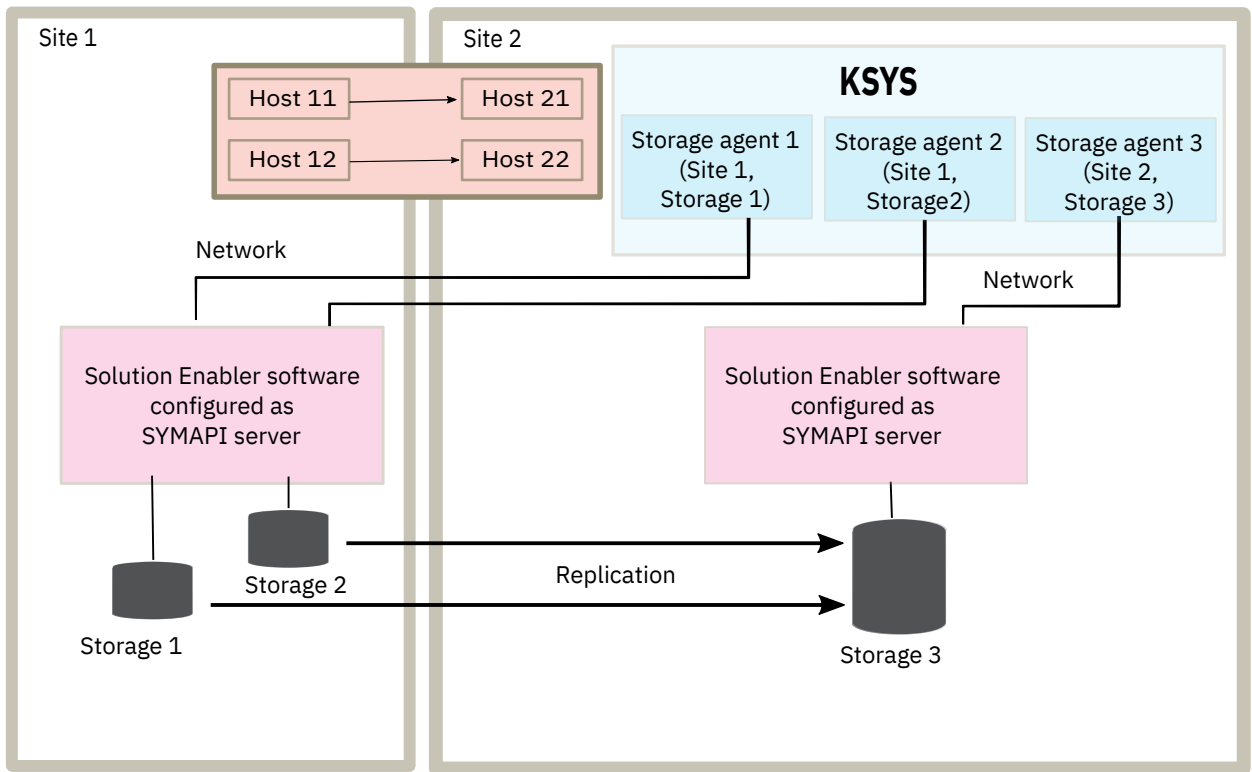 Site 1
Site 2
KSYS
Host 11
Host 21
Host 12
Host 22
Storage agent 1
(Site 1,
Storage 1)
Storage agent 2
(Site 1,
Storage2)
Storage agent 3
(Site 2,
Storage 3)
Network
Network
Solution Enabler software
configured as
SYMAPI server
Solution Enabler software
configured as
SYMAPI server
Storage 2
Replication
Storage 1
Storage 3